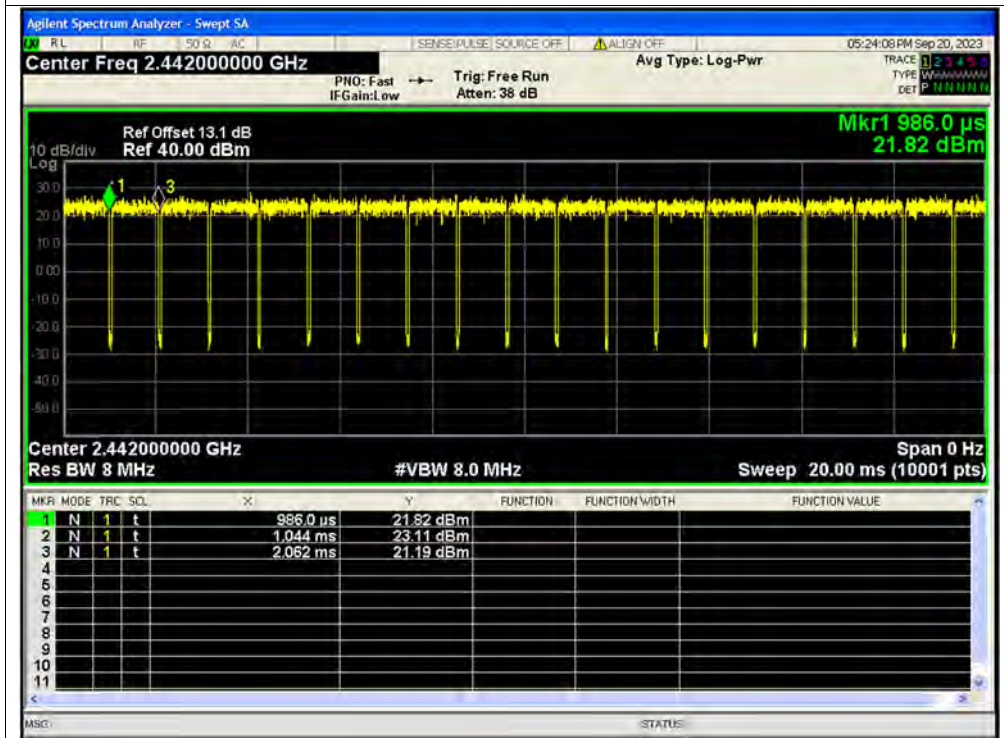 Agilent Spectrum Analyzer - Swept SA
RL RF 50 Ω AC SENSE:PULSE SOURCE OFF ALIGN OFF 05:24:08 PM Sep 20, 2023
Center Freq 2.442000000 GHz Avg Type: Log-Pwr TRACE 1 2 3 4 5 6
PNO: Fast Trig: Free Run TYPE
IFGain:Low Atten: 38 dB DET P N N N N N
Mkr1 986.0 µs
Ref Offset 13.1 dB
10 dB/div Ref 40.00 dBm 21.82 dBm
Log
30.0
1 3
20.0
10.0
0.00
-10.0
-20.0
-30.0
-40.0
-50.0
Center 2.442000000 GHz Span 0 Hz
Res BW 8 MHz #VBW 8.0 MHz Sweep 20.00 ms (10001 pts)
MKR MODE TRC SCL X Y FUNCTION FUNCTION WIDTH FUNCTION VALUE
1 N 1 t 986.0 µs 21.82 dBm
2 N 1 t 1.044 ms 23.11 dBm
3 N 1 t 2.062 ms 21.19 dBm
4
5
6
7
8
9
10
11
MSG STATUS